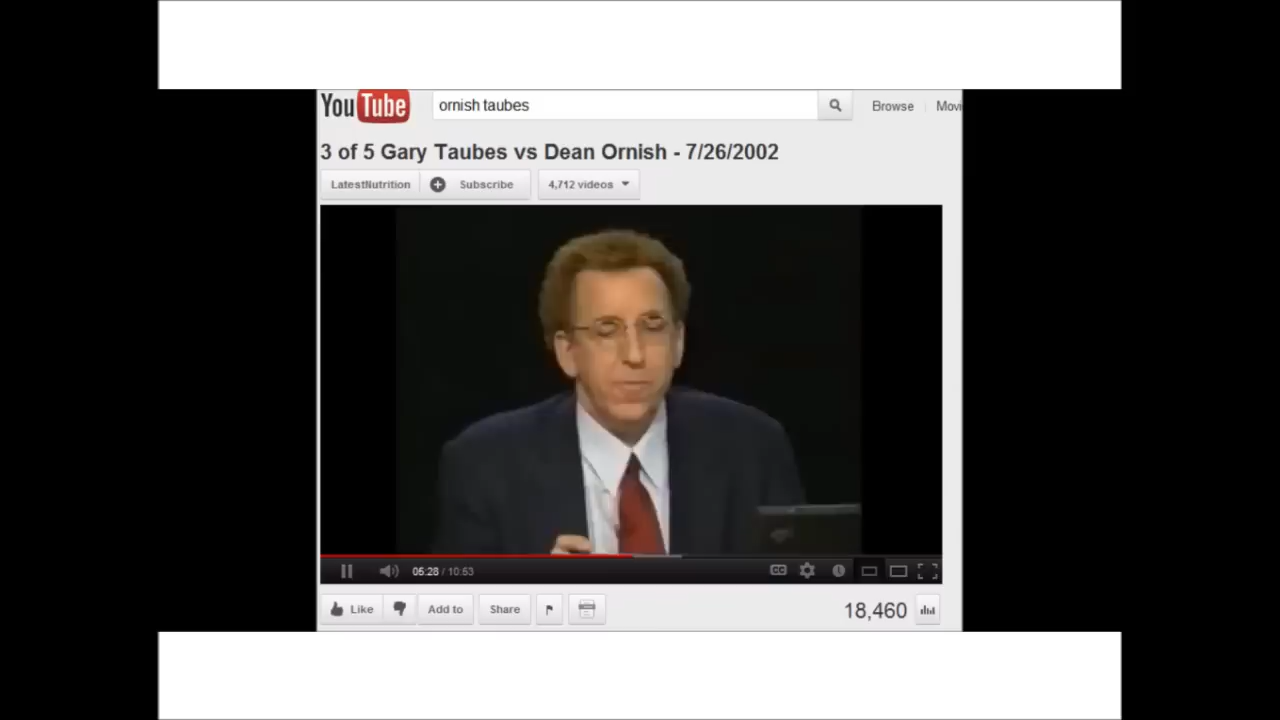 YouTube ornish taubes Browse
3 of 5 Gary Taubes vs Dean Ornish - 7/26/2002
LatestNutrition Subscribe 4,712 videos
05:28 / 10:53 CC
Like Add to Share 18,460